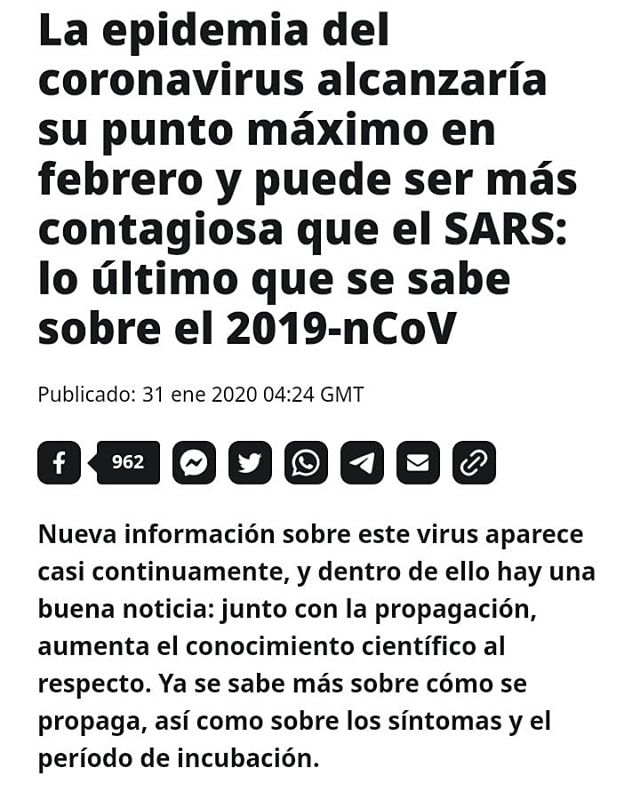 La epidemia del
coronavirus alcanzaría
su punto máximo en
febrero y puede ser más
contagiosa que el SARS:
lo último que se sabe
sobre el 2019-nCoV
Publicado: 31 ene 2020 04:24 GMT
962
Nueva información sobre este virus aparece
casi continuamente, y dentro de ello hay una
buena noticia: junto con la propagación,
aumenta el conocimiento científico al
respecto. Ya se sabe más sobre cómo se
propaga, así como sobre los síntomas y el
período de incubación.